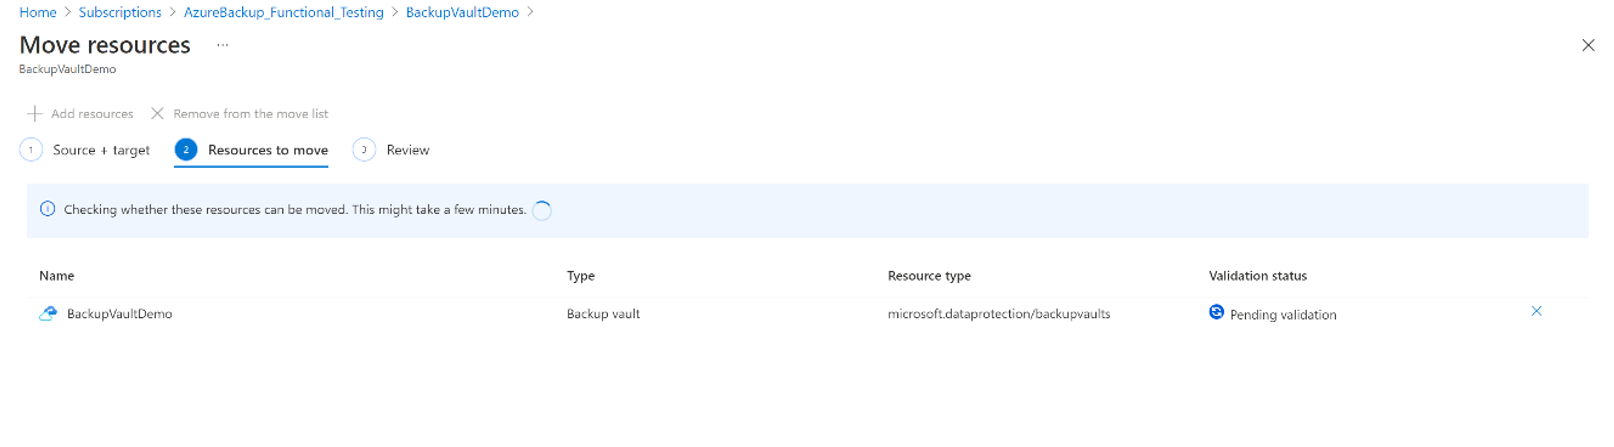 Home > Subscriptions > AzureBackup_Functional_Testing > BackupVaultDemo >
Move resources ...
BackupVaultDemo
Add resources Remove from the move list
1 Source + target 2 Resources to move 3 Review
Checking whether these resources can be moved. This might take a few minutes.
Name Type Resource type Validation status
BackupVaultDemo Backup vault microsoft.dataprotection/backupvaults Pending validation